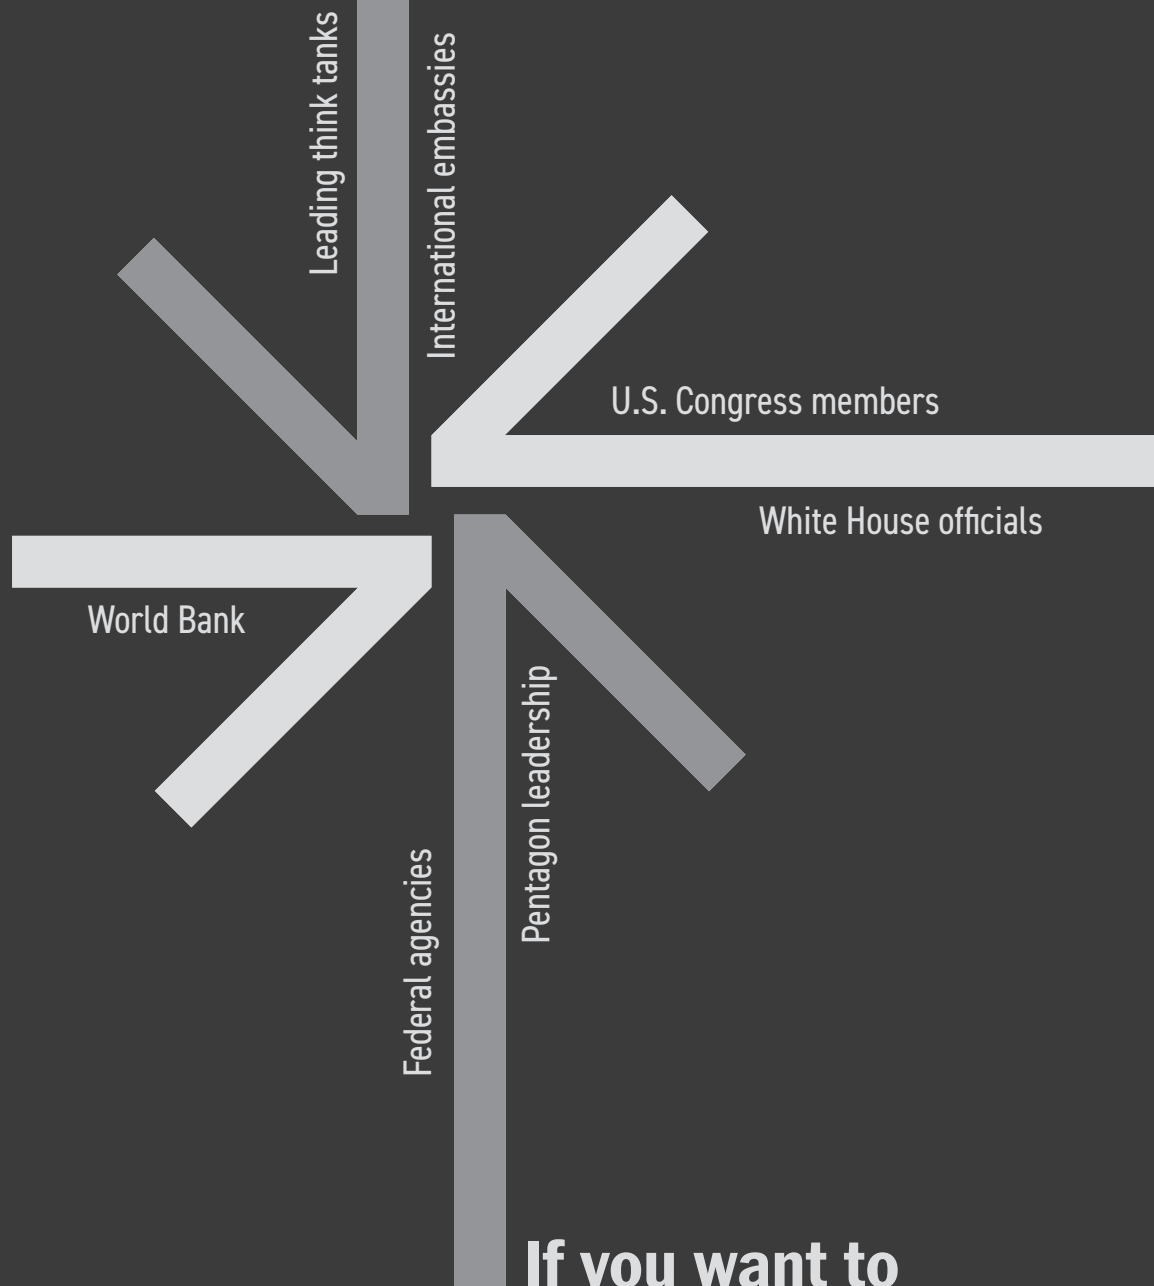 Leading think tanks
International embassies
U.S. Congress members
White House officials
World Bank
Pentagon leadership
Federal agencies
If you want to